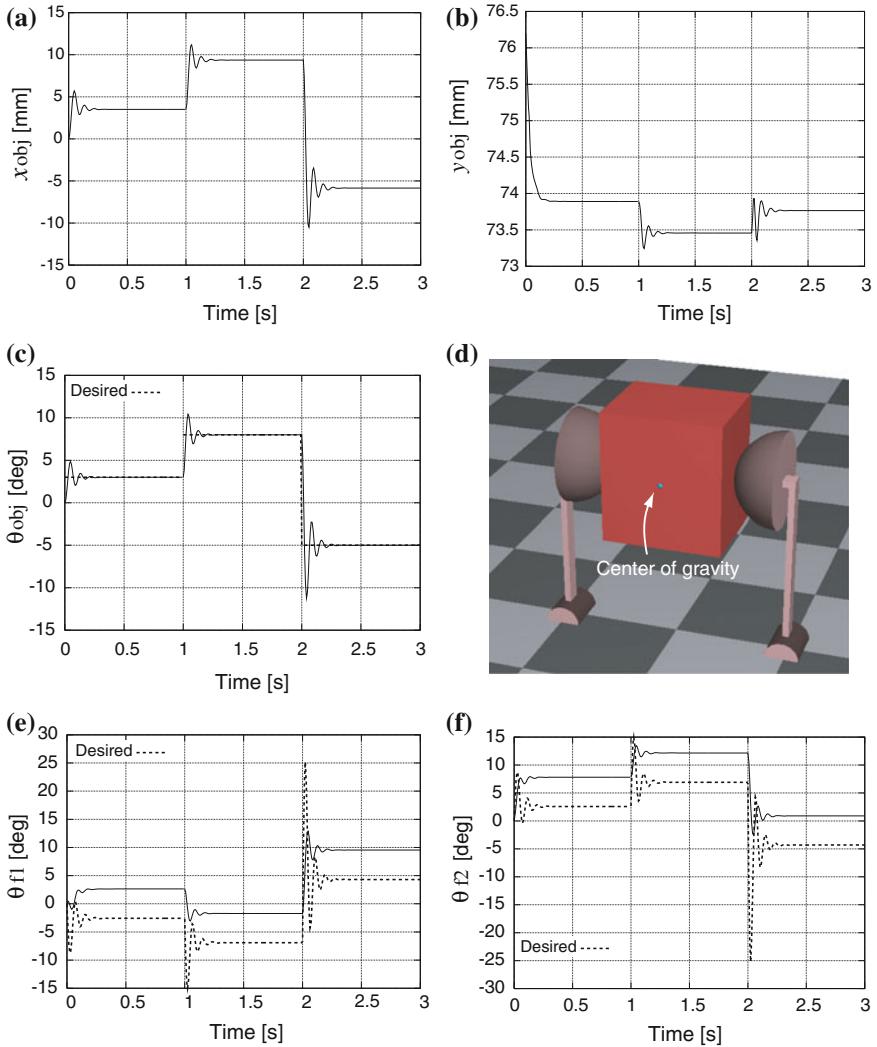 (a)
15
10
5
0
-5
-10
-15
xobj [mm]
0 0.5 1 1.5 2 2.5 3
Time [s]
(b)
76.5
76
75.5
75
74.5
74
73.5
73
yobj [mm]
0 0.5 1 1.5 2 2.5 3
Time [s]
(c)
Desired
15
10
5
0
-5
-10
-15
θobj [deg]
0 0.5 1 1.5 2 2.5 3
Time [s]
(d)
Center of gravity
(e)
Desired
30
25
20
15
10
5
0
-5
-10
-15
θ f1 [deg]
0 0.5 1 1.5 2 2.5 3
Time [s]
(f)
15
10
5
0
-5
-10
-15
-20
-25
-30
θ f2 [deg]
Desired
0 0.5 1 1.5 2 2.5 3
Time [s]